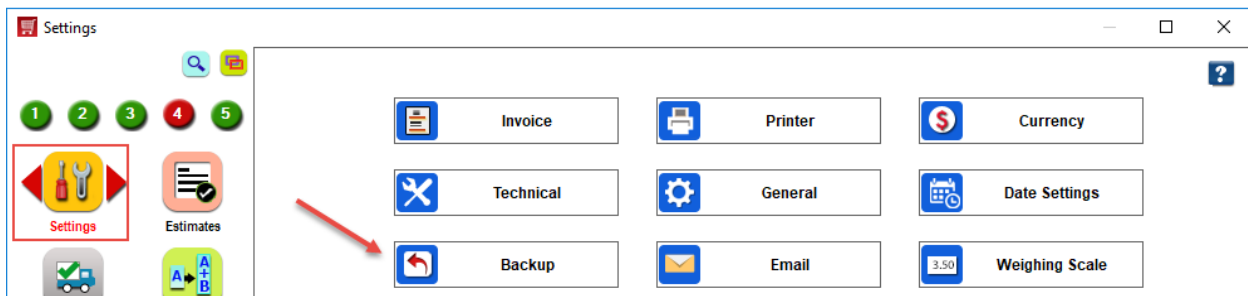 Settings
1 2 3 4 5
Settings Estimates
A A+B
Invoice Printer Currency
Technical General Date Settings
Backup Email 3.50 Weighing Scale
$
?